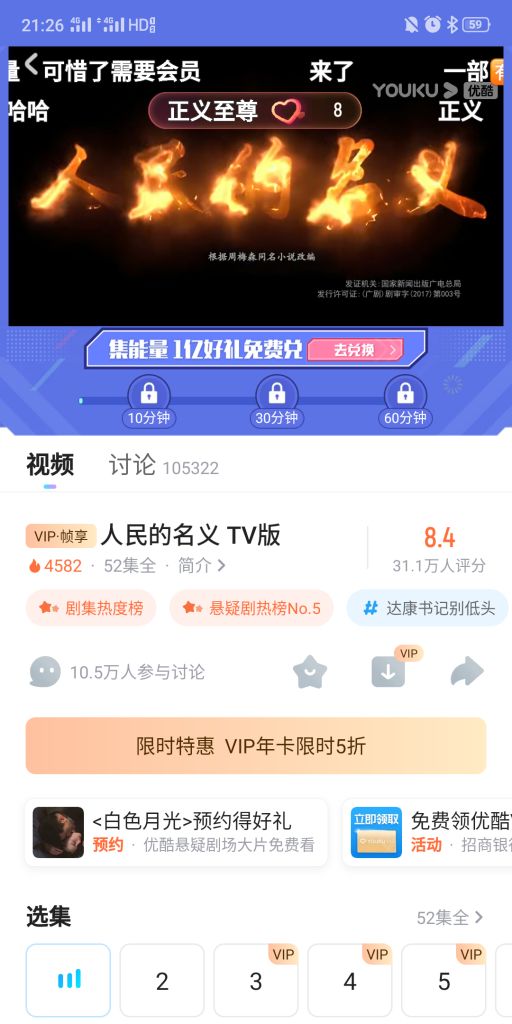 21:26 4G 4G HD 59
量 可惜了需要会员 来了 一部
YOUKU 优酷
哈哈 正义至尊 8 正义
人民的名义
根据周梅森同名小说改编
发证机关:国家新闻出版广电总局
发行许可证:(广剧)剧审字(2017)第003号
集能量 1亿好礼免费兑 去兑换
10分钟 30分钟 60分钟
视频 讨论 105322
VIP·帧享 人民的名义 TV版 8.4
4582 · 52集全 · 简介 31.1万人评分
剧集热度榜 悬疑剧热榜No.5 # 达康书记别低头
10.5万人参与讨论 VIP
限时特惠 VIP年卡限时5折
<白色月光>预约得好礼
预约 · 优酷悬疑剧场大片免费看
立即领取 免费领优酷V
YOUKU 活动 · 招商银行
选集 52集全
2 3 VIP 4 VIP 5 VIP